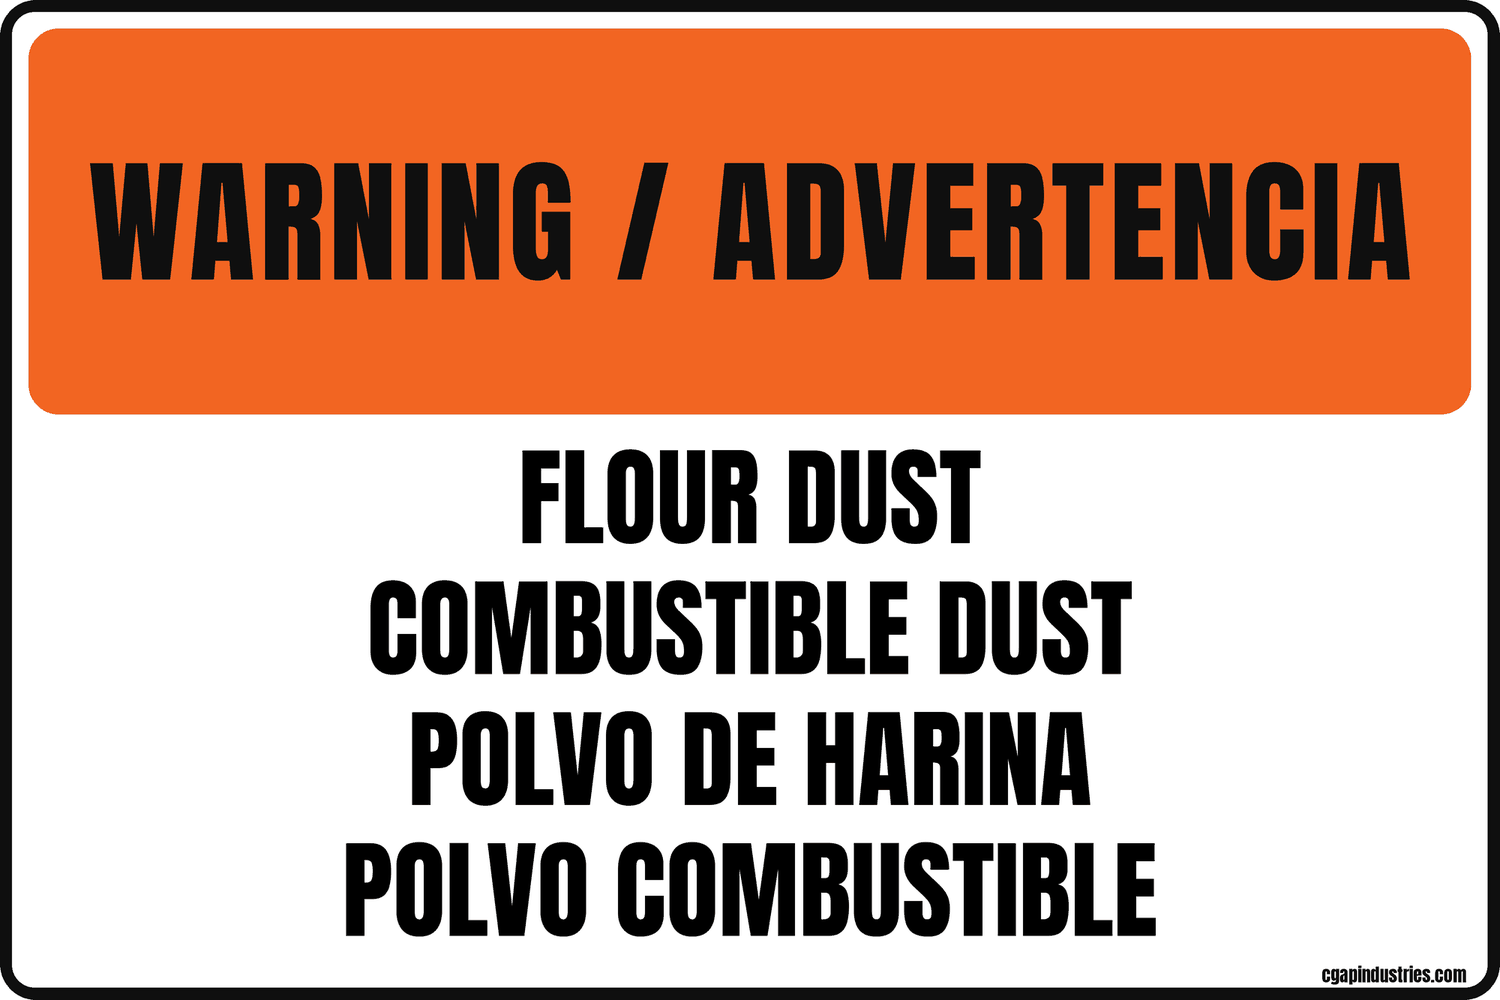 WARNING / ADVERTENCIA
FLOUR DUST
COMBUSTIBLE DUST
POLVO DE HARINA
POLVO COMBUSTIBLE
cgapindustries.com